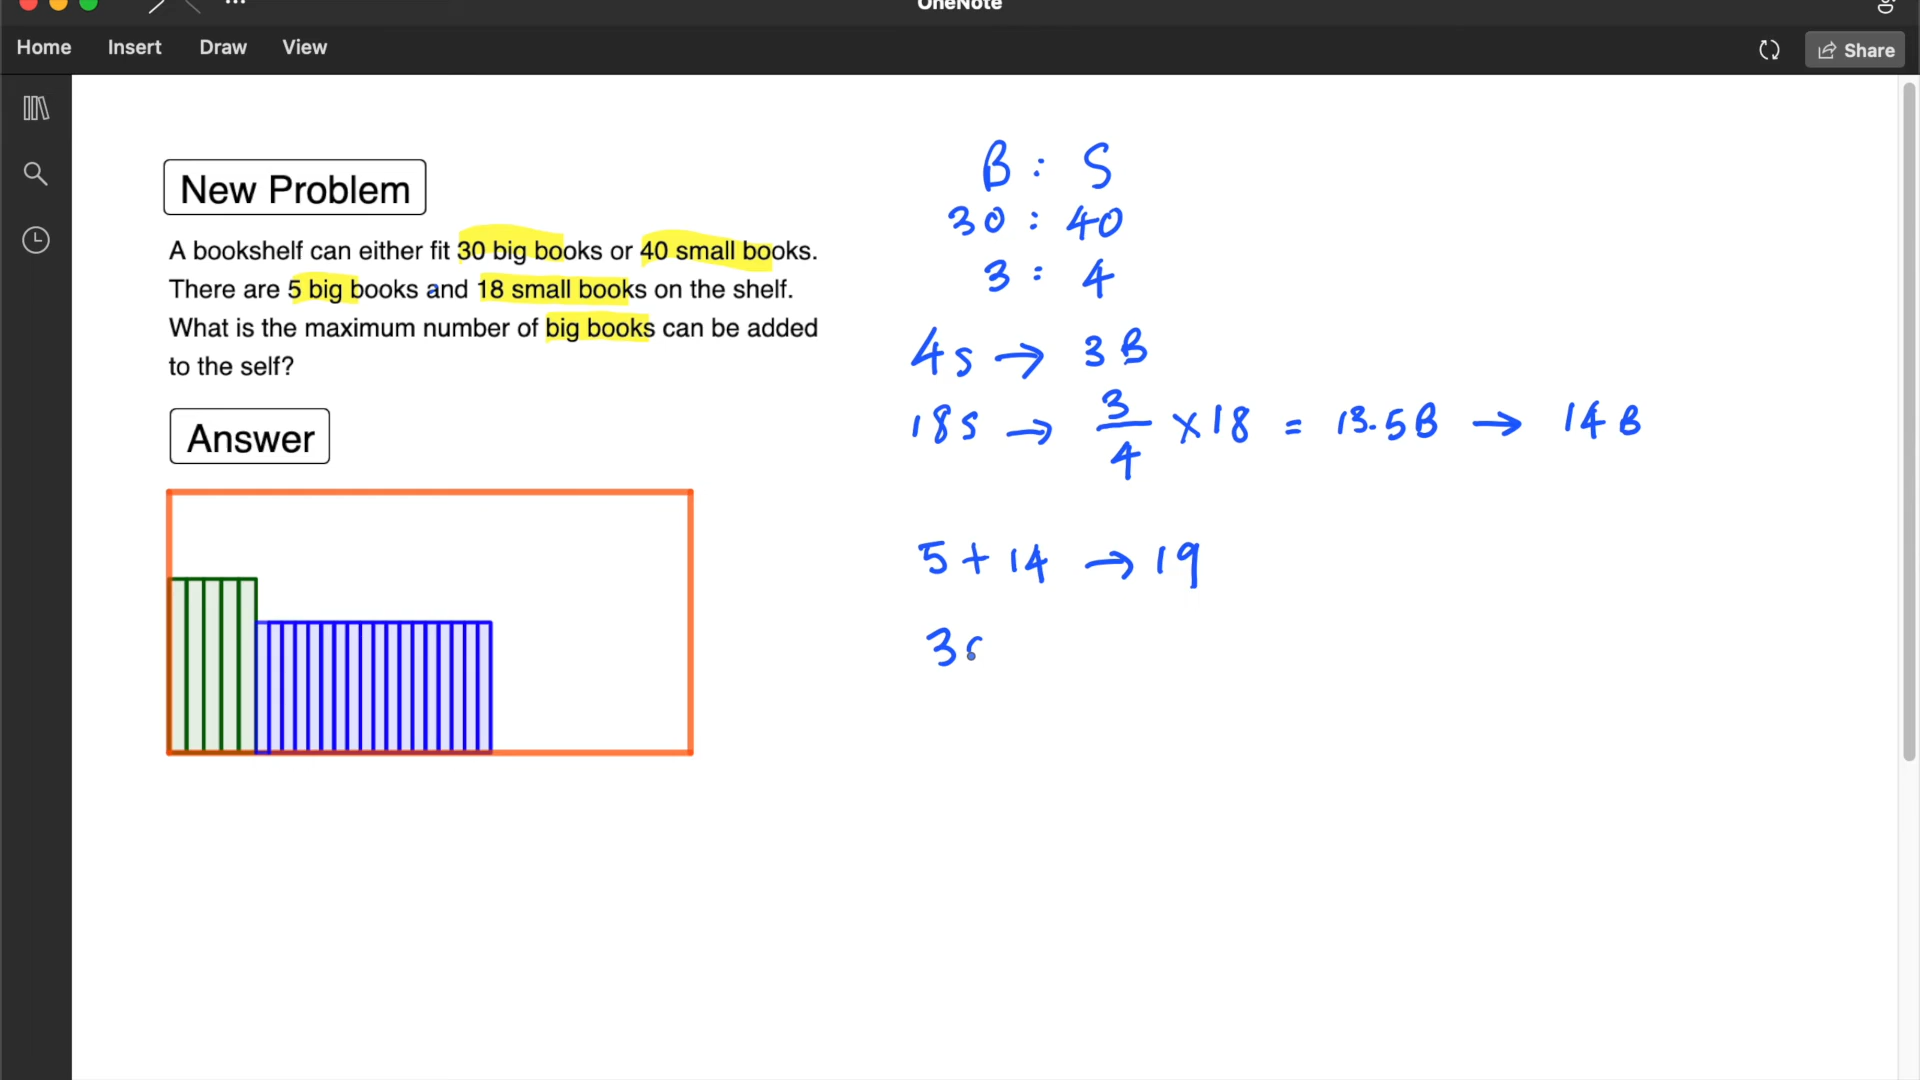 OneNote
Home Insert Draw View Share
New Problem
A bookshelf can either fit 30 big books or 40 small books.
There are 5 big books and 18 small books on the shelf.
What is the maximum number of big books can be added
to the self?
Answer
B : S
30 : 40
3 : 4
4s → 3B
18s → 3/4 × 18 = 13.5B → 14B
5 + 14 → 19
3